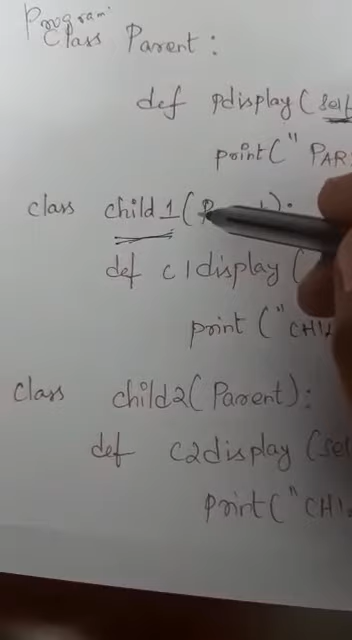 Program:
Class Parent:
def pdisplay(self
print("PAR
class child1(P
def c1display(
print("CHI
class child2(Parent):
def c2display(sel
print("CHI